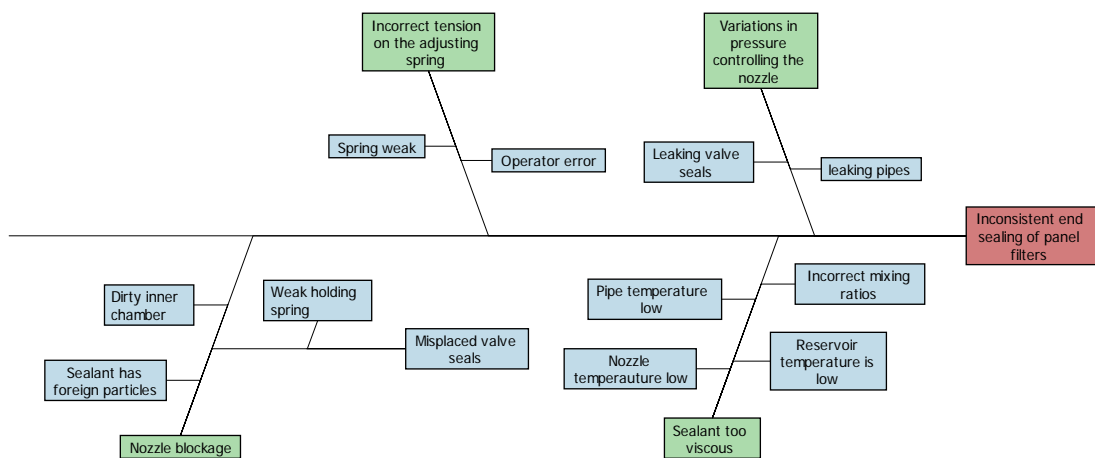 Incorrect tension
on the adjusting
spring
Variations in
pressure
controlling the
nozzle
Spring weak
Operator error
Leaking valve
seals
leaking pipes
Inconsistent end
sealing of panel
filters
Dirty inner
chamber
Weak holding
spring
Misplaced valve
seals
Sealant has
foreign particles
Nozzle blockage
Pipe temperature
low
Incorrect mixing
ratios
Nozzle
temperauture low
Reservoir
temperature is
low
Sealant too
viscous